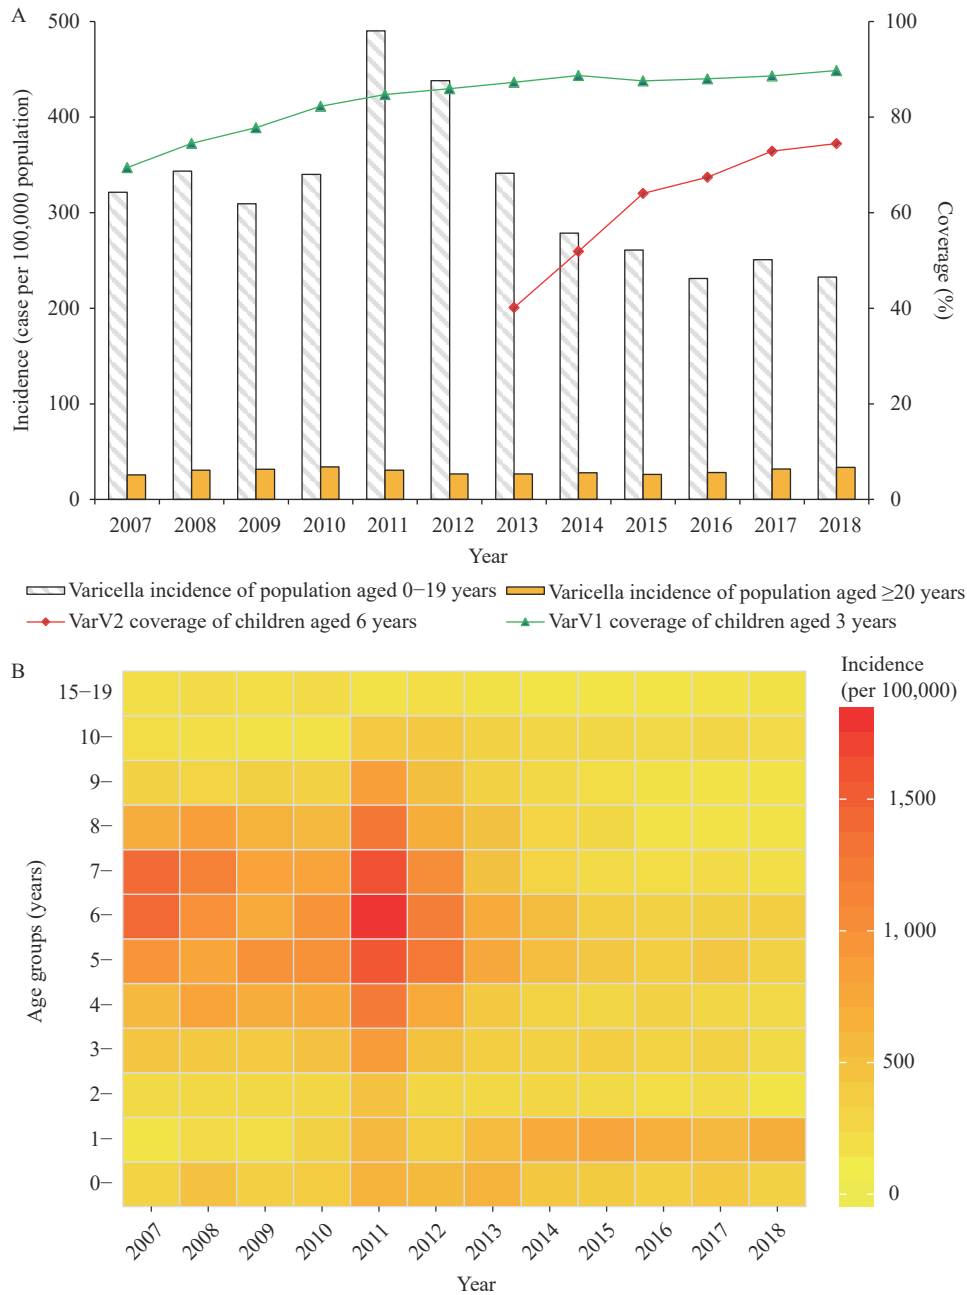 A
500
400
300
200
100
0
Incidence (case per 100,000 population)
100
80
60
40
20
0
Coverage (%)
2007 2008 2009 2010 2011 2012 2013 2014 2015 2016 2017 2018
Year
Varicella incidence of population aged 0−19 years
Varicella incidence of population aged ≥20 years
VarV2 coverage of children aged 6 years
VarV1 coverage of children aged 3 years
B
15−19
10−
9−
8−
7−
6−
5−
4−
3−
2−
1−
0−
Age groups (years)
2007 2008 2009 2010 2011 2012 2013 2014 2015 2016 2017 2018
Year
Incidence
(per 100,000)
1,500
1, 000
500
0